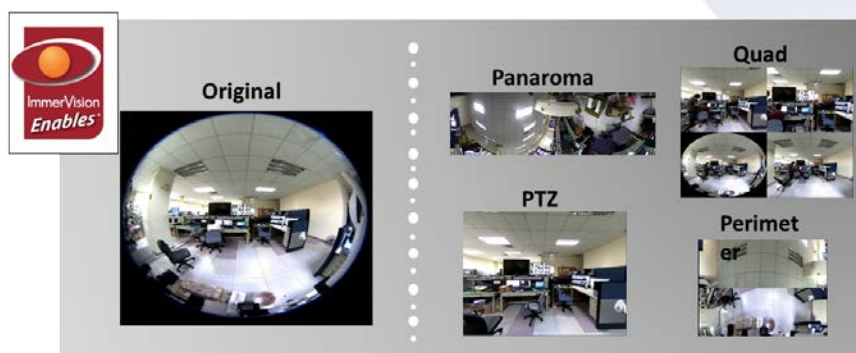 ImmerVision
Enables
Original
Panaroma
Quad
PTZ
Perimet
er